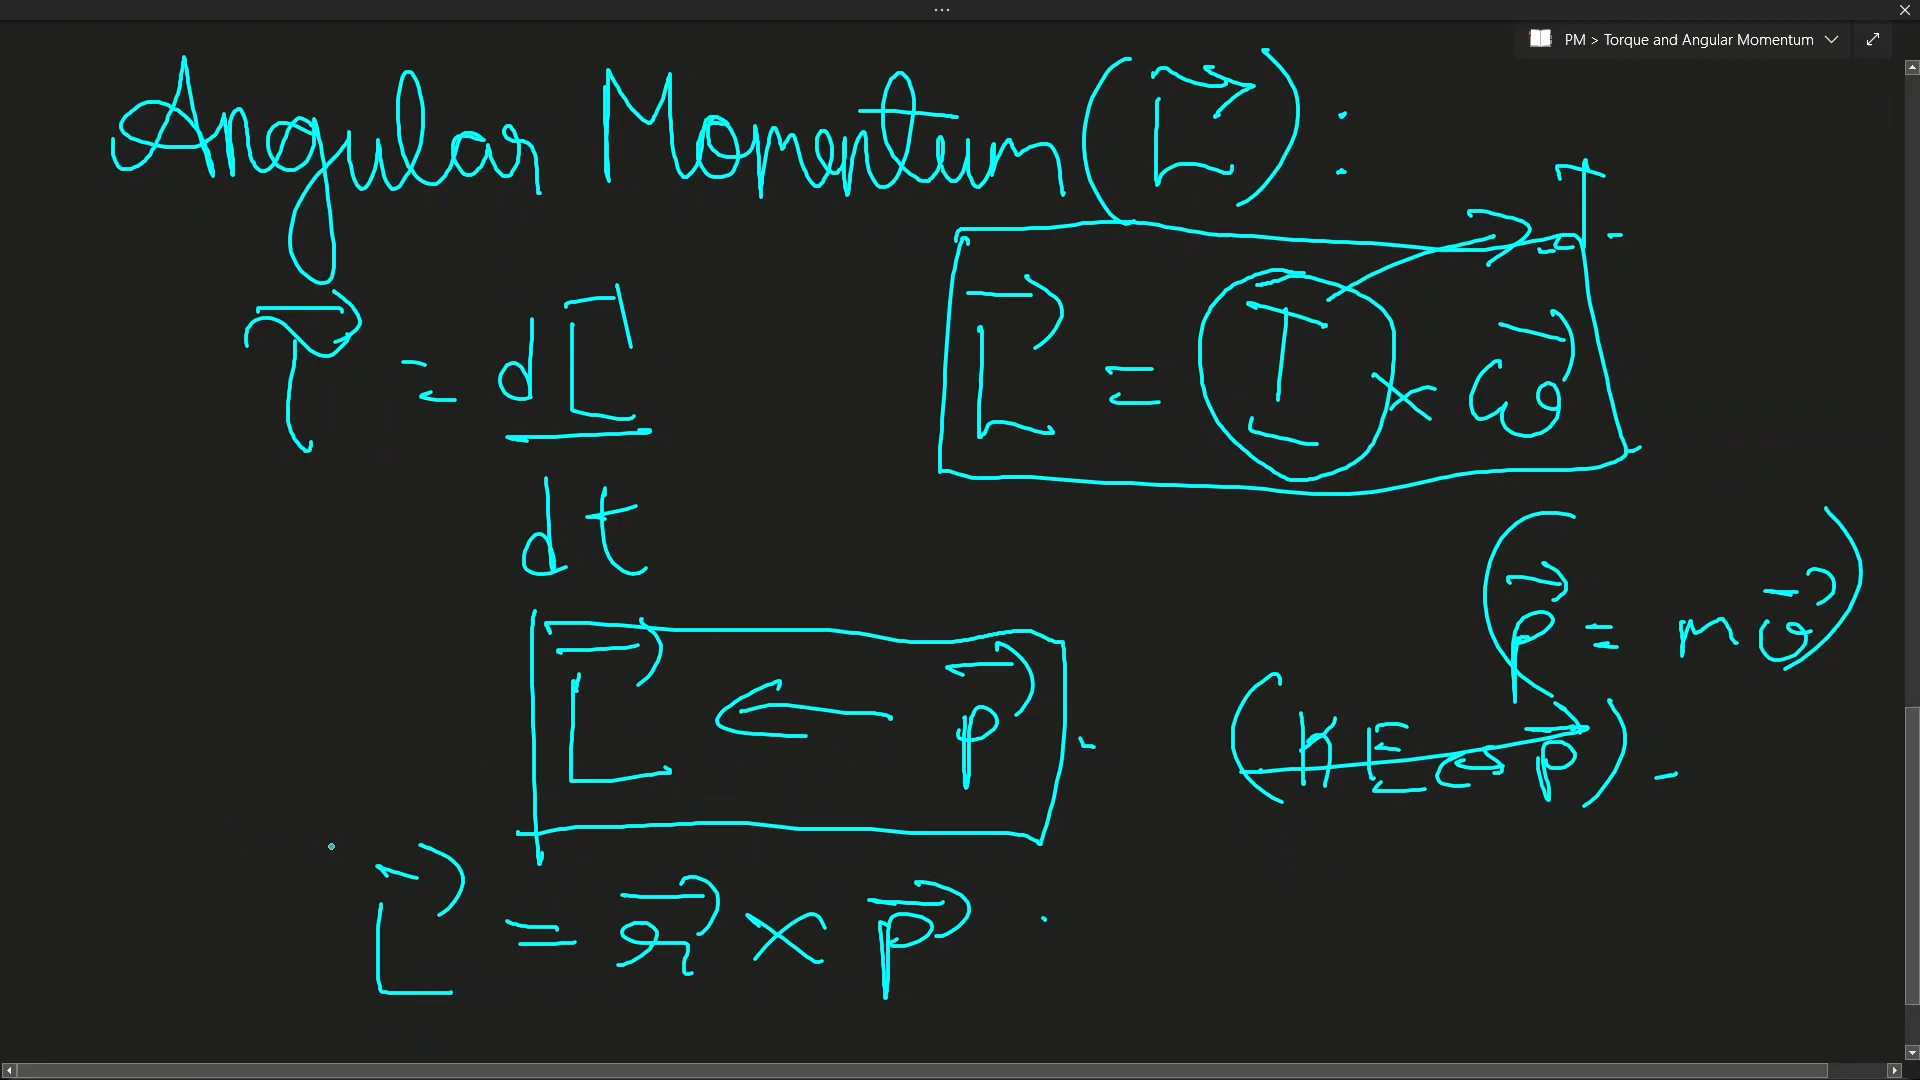 PM > Torque and Angular Momentum
Angular Momentum (L⃗) :
τ⃗ = dL⃗/dt
L⃗ = I × ω⃗
p⃗ = mv⃗
L⃗ ← p⃗
(KE ⇔ p⃗)
L⃗ = r⃗ × p⃗